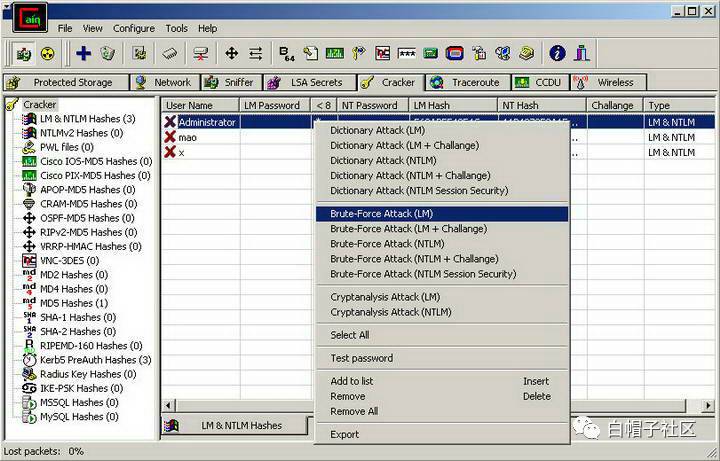 Cain
File View Configure Tools Help
B 64
Protected Storage Network Sniffer LSA Secrets Cracker Traceroute CCDU Wireless
Cracker
LM & NTLM Hashes (3)
NTLMv2 Hashes (0)
PWL files (0)
Cisco IOS-MD5 Hashes (0)
Cisco PIX-MD5 Hashes (0)
APOP-MD5 Hashes (0)
CRAM-MD5 Hashes (0)
OSPF-MD5 Hashes (0)
RIPv2-MD5 Hashes (0)
VRRP-HMAC Hashes (0)
VNC-3DES (0)
md2 MD2 Hashes (0)
md4 MD4 Hashes (0)
md5 MD5 Hashes (1)
SHA 1 SHA-1 Hashes (0)
SHA 2 SHA-2 Hashes (0)
RIPEMD-160 Hashes (0)
Kerb5 PreAuth Hashes (3)
Radius Key Hashes (0)
IKE-PSK Hashes (0)
MSSQL Hashes (0)
MySQL Hashes (0)
User Name LM Password < 8 NT Password LM Hash NT Hash Challange Type
Administrator LM & NTLM
mao LM & NTLM
x LM & NTLM
Dictionary Attack (LM)
Dictionary Attack (LM + Challange)
Dictionary Attack (NTLM)
Dictionary Attack (NTLM + Challange)
Dictionary Attack (NTLM Session Security)
Brute-Force Attack (LM)
Brute-Force Attack (LM + Challange)
Brute-Force Attack (NTLM)
Brute-Force Attack (NTLM + Challange)
Brute-Force Attack (NTLM Session Security)
Cryptanalysis Attack (LM)
Cryptanalysis Attack (NTLM)
Select All
Test password
Add to list Insert
Remove Delete
Remove All
Export
LM & NTLM Hashes
白帽子社区
Lost packets: 0%